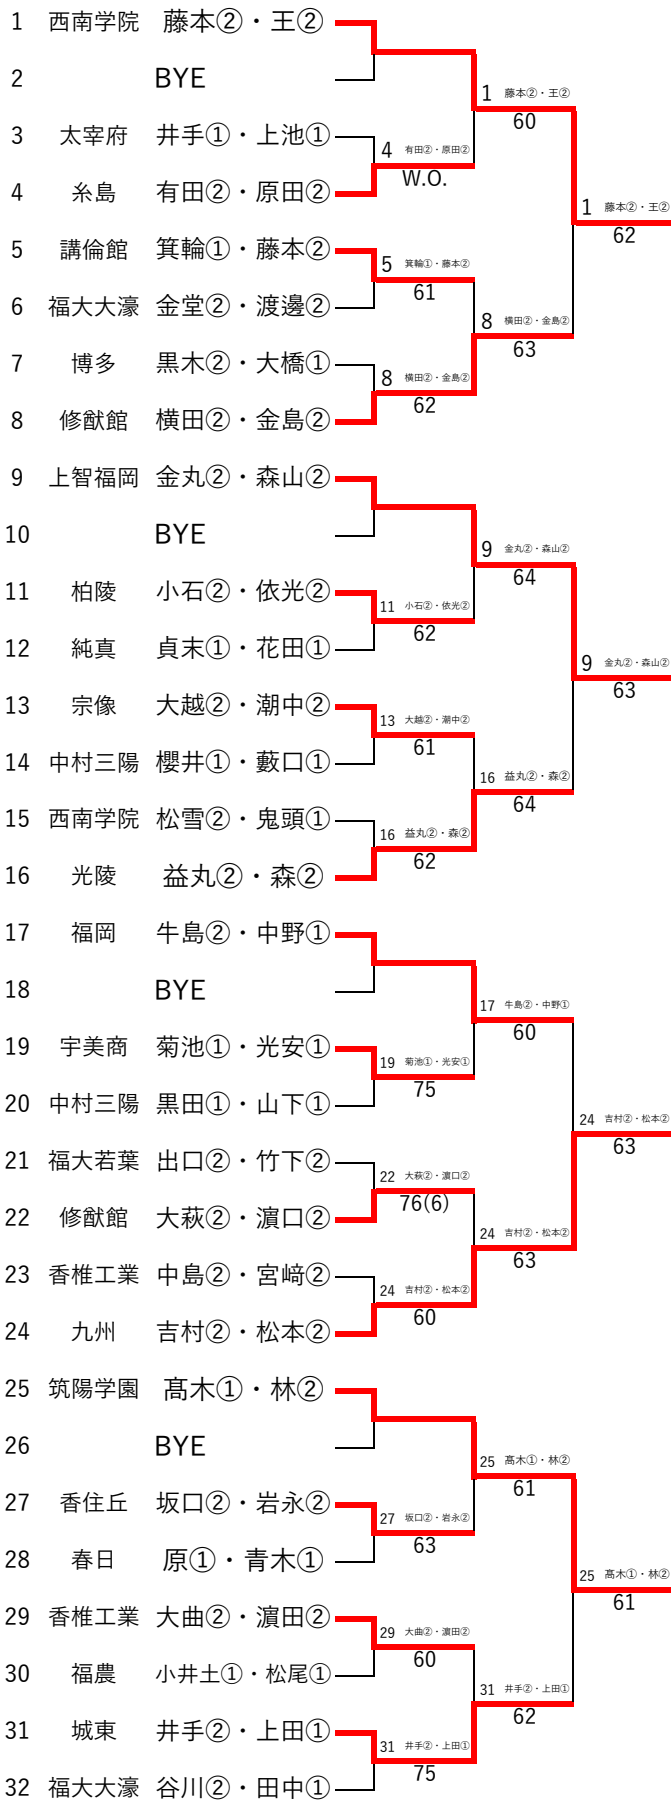 1 西南学院 藤本②・王②
2 BYE
3 太宰府 井手①・上池①
4 糸島 有田②・原田②
5 講倫館 箕輪①・藤本②
6 福大大濠 金堂②・渡邊②
7 博多 黒木②・大橋①
8 修猷館 横田②・金島②
9 上智福岡 金丸②・森山②
10 BYE
11 柏陵 小石②・依光②
12 純真 貞末①・花田①
13 宗像 大越②・潮中②
14 中村三陽 櫻井①・藪口①
15 西南学院 松雪②・鬼頭①
16 光陵 益丸②・森②
17 福岡 牛島②・中野①
18 BYE
19 宇美商 菊池①・光安①
20 中村三陽 黒田①・山下①
21 福大若葉 出口②・竹下②
22 修猷館 大萩②・濵口②
23 香椎工業 中島②・宮﨑②
24 九州 吉村②・松本②
25 筑陽学園 髙木①・林②
26 BYE
27 香住丘 坂口②・岩永②
28 春日 原①・青木①
29 香椎工業 大曲②・濵田②
30 福農 小井土①・松尾①
31 城東 井手②・上田①
32 福大大濠 谷川②・田中①
4 有田②・原田②
W.O.
5 箕輪①・藤本②
61
8 横田②・金島②
62
11 小石②・依光②
62
13 大越②・潮中②
61
16 益丸②・森②
62
19 菊池①・光安①
75
22 大萩②・濵口②
76(6)
24 吉村②・松本②
60
27 坂口②・岩永②
63
29 大曲②・濵田②
60
31 井手②・上田①
75
1 藤本②・王②
60
8 横田②・金島②
63
9 金丸②・森山②
64
16 益丸②・森②
64
17 牛島②・中野①
60
24 吉村②・松本②
63
25 髙木①・林②
61
31 井手②・上田①
62
1 藤本②・王②
62
9 金丸②・森山②
63
24 吉村②・松本②
63
25 髙木①・林②
61